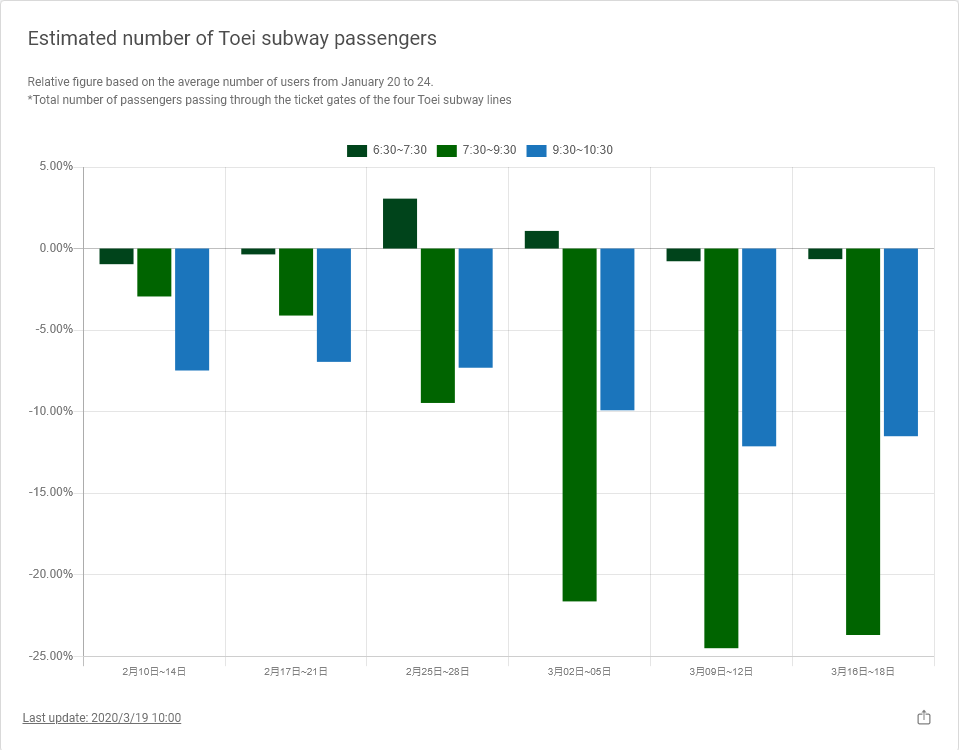 Estimated number of Toei subway passengers
Relative figure based on the average number of users from January 20 to 24.
*Total number of passengers passing through the ticket gates of the four Toei subway lines
6:30~7:30 7:30~9:30 9:30~10:30
5.00%
0.00%
-5.00%
-10.00%
-15.00%
-20.00%
-25.00%
2月10日~14日 2月17日~21日 2月25日~28日 3月02日~05日 3月09日~12日 3月16日~18日
Last update: 2020/3/19 10:00